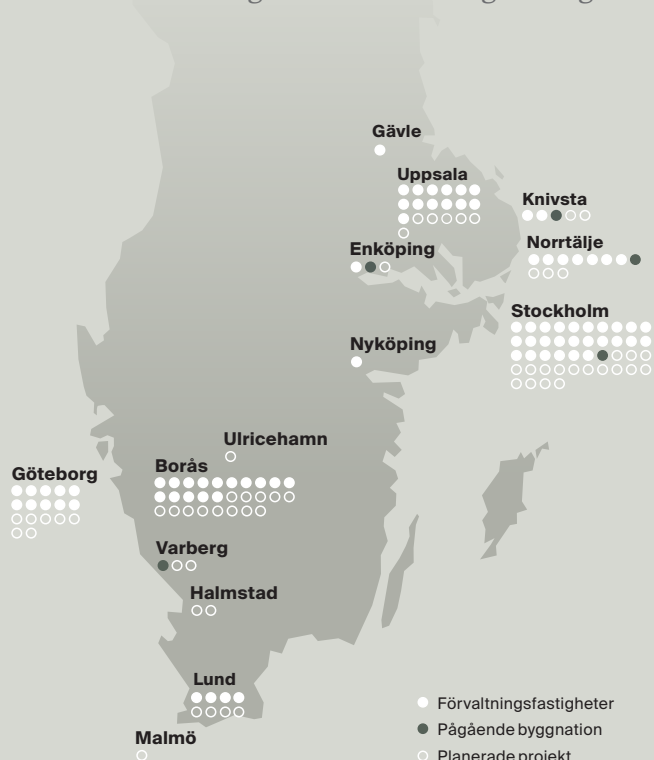 Gävle
Uppsala
Knivsta
Norrtälje
Enköping
Stockholm
Nyköping
Ulricehamn
Borås
Göteborg
Varberg
Halmstad
Lund
Förvaltningsfastigheter
Pågående byggnation
Malmö
Planerade projekt